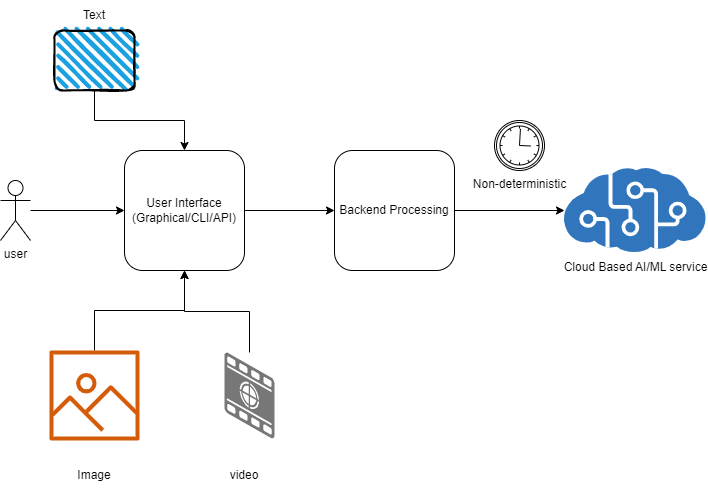 Text
User Interface
(Graphical/CLI/API)
Backend Processing
Non-deterministic
user
Cloud Based AI/ML service
Image
video